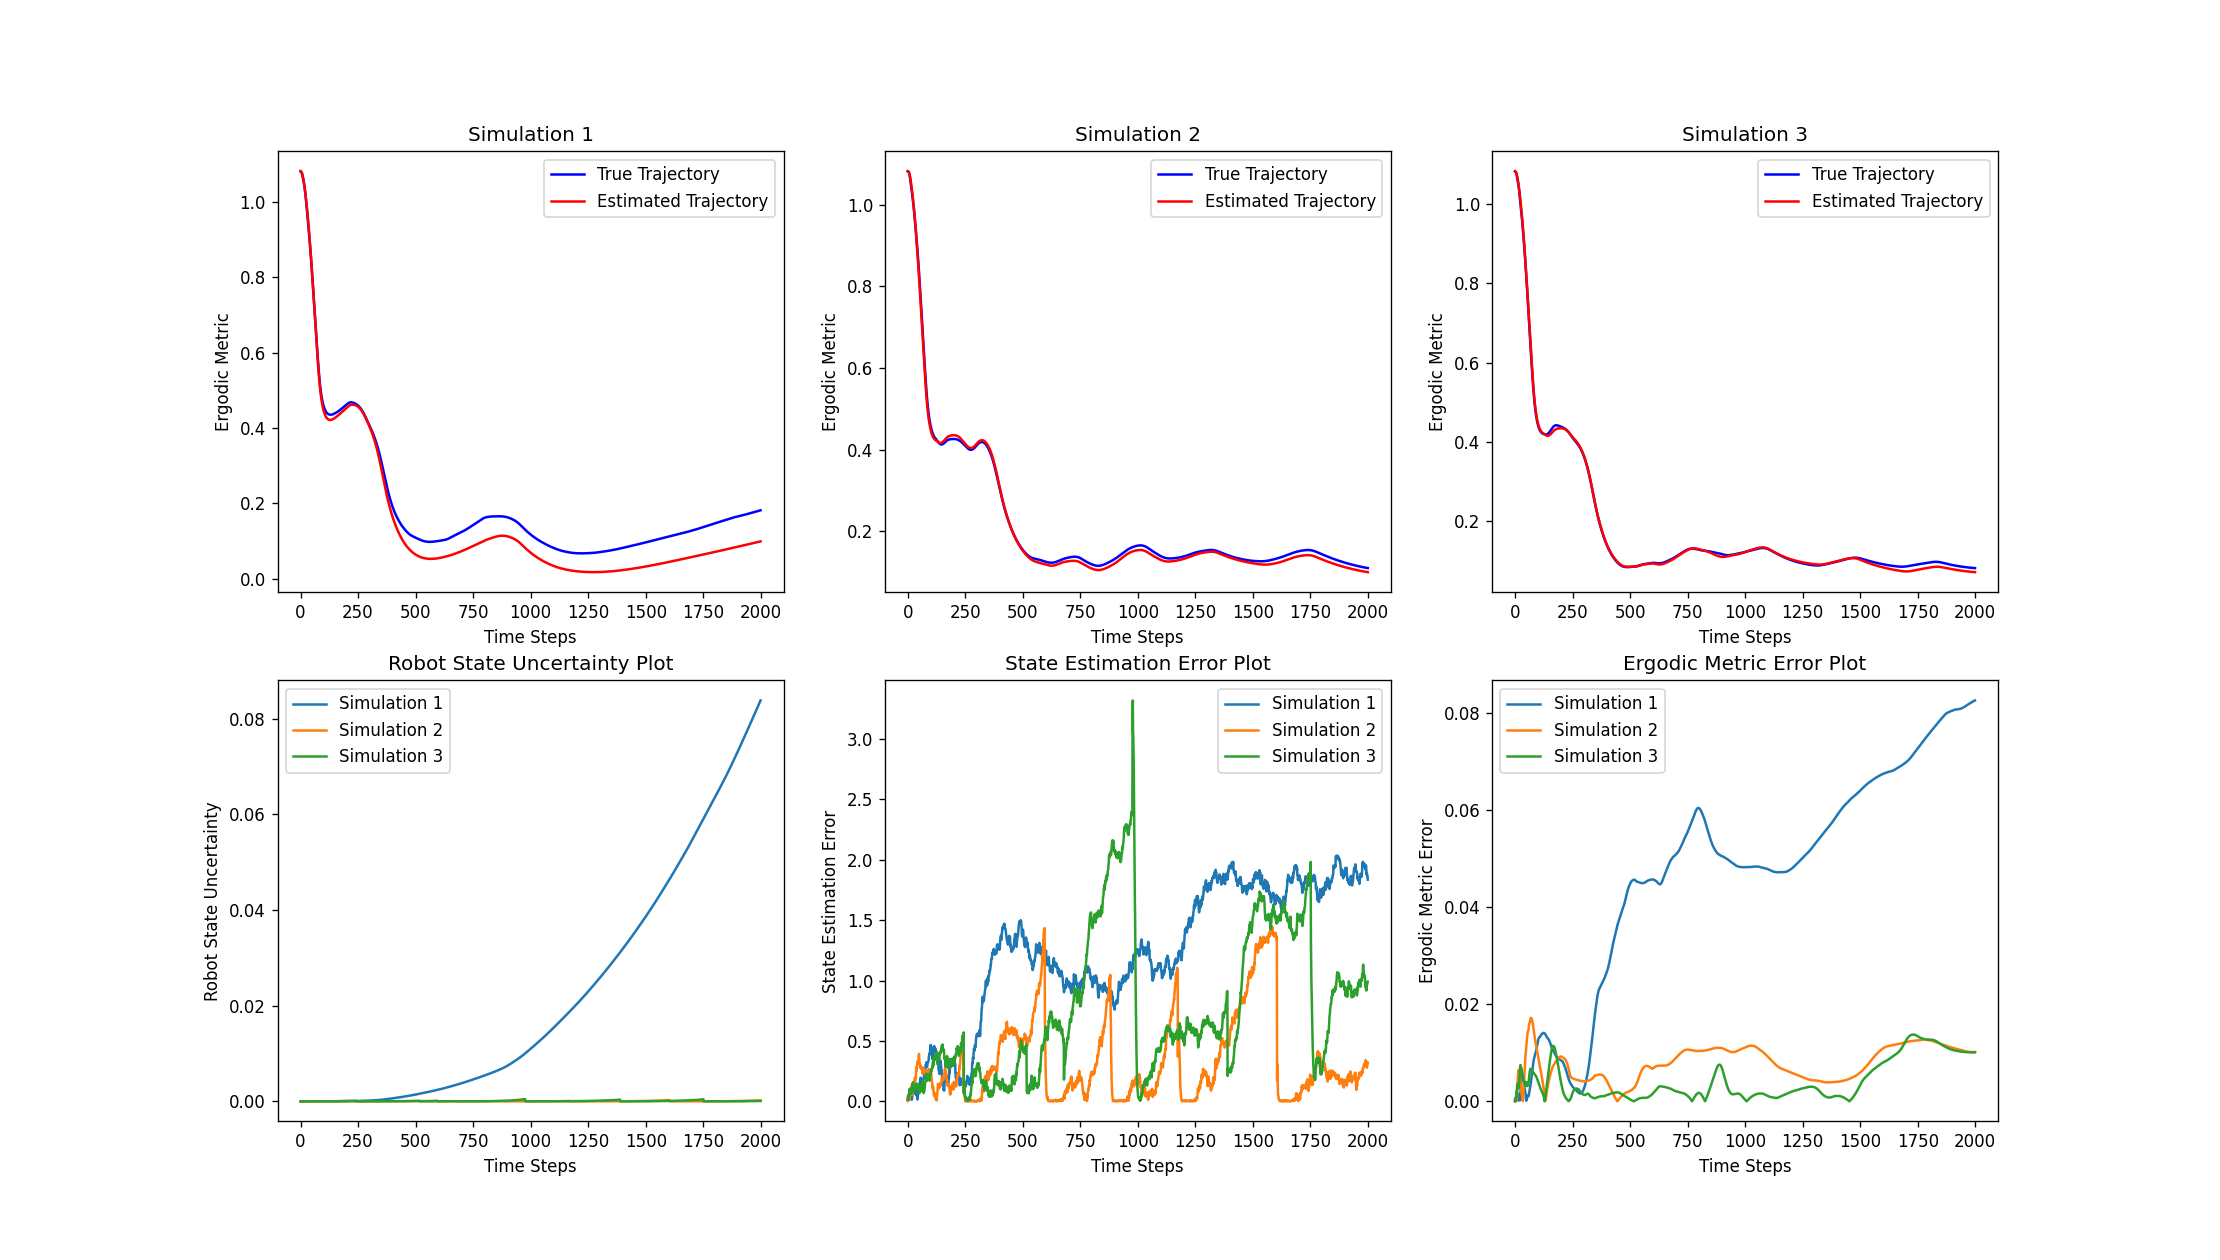 Simulation 1
True Trajectory
Estimated Trajectory
1.0
0.8
0.6
0.4
0.2
0.0
Ergodic Metric
0 250 500 750 1000 1250 1500 1750 2000
Time Steps
Simulation 2
True Trajectory
Estimated Trajectory
1.0
0.8
0.6
0.4
0.2
Ergodic Metric
0 250 500 750 1000 1250 1500 1750 2000
Time Steps
Simulation 3
True Trajectory
Estimated Trajectory
1.0
0.8
0.6
0.4
0.2
Ergodic Metric
0 250 500 750 1000 1250 1500 1750 2000
Time Steps
Robot State Uncertainty Plot
Simulation 1
Simulation 2
Simulation 3
0.08
0.06
0.04
0.02
0.00
Robot State Uncertainty
0 250 500 750 1000 1250 1500 1750 2000
Time Steps
State Estimation Error Plot
Simulation 1
Simulation 2
Simulation 3
3.0
2.5
2.0
1.5
1.0
0.5
0.0
State Estimation Error
0 250 500 750 1000 1250 1500 1750 2000
Time Steps
Ergodic Metric Error Plot
Simulation 1
Simulation 2
Simulation 3
0.08
0.06
0.04
0.02
0.00
Ergodic Metric Error
0 250 500 750 1000 1250 1500 1750 2000
Time Steps